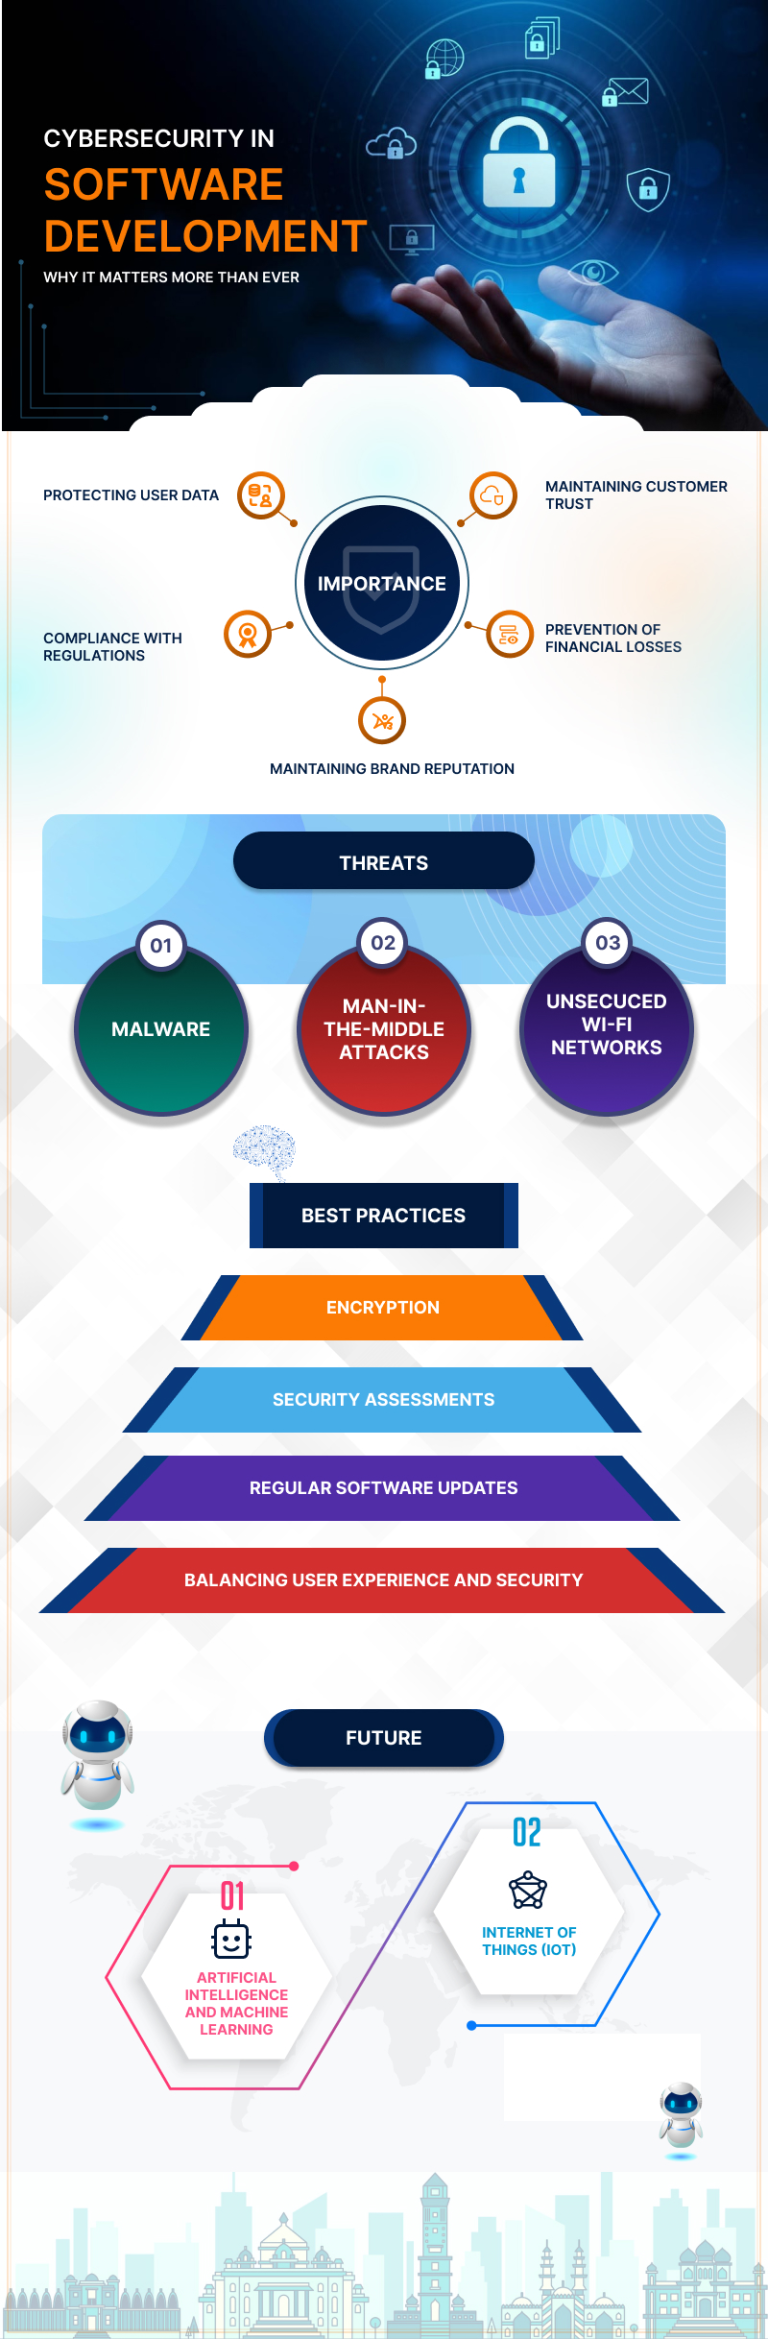 CYBERSECURITY IN
SOFTWARE
DEVELOPMENT
WHY IT MATTERS MORE THAN EVER
PROTECTING USER DATA
MAINTAINING CUSTOMER
TRUST
IMPORTANCE
COMPLIANCE WITH
REGULATIONS
PREVENTION OF
FINANCIAL LOSSES
MAINTAINING BRAND REPUTATION
THREATS
01
MALWARE
02
MAN-IN-
THE-MIDDLE
ATTACKS
03
UNSECUCED
WI-FI
NETWORKS
BEST PRACTICES
ENCRYPTION
SECURITY ASSESSMENTS
REGULAR SOFTWARE UPDATES
BALANCING USER EXPERIENCE AND SECURITY
FUTURE
01
ARTIFICIAL
INTELLIGENCE
AND MACHINE
LEARNING
02
INTERNET OF
THINGS (IOT)